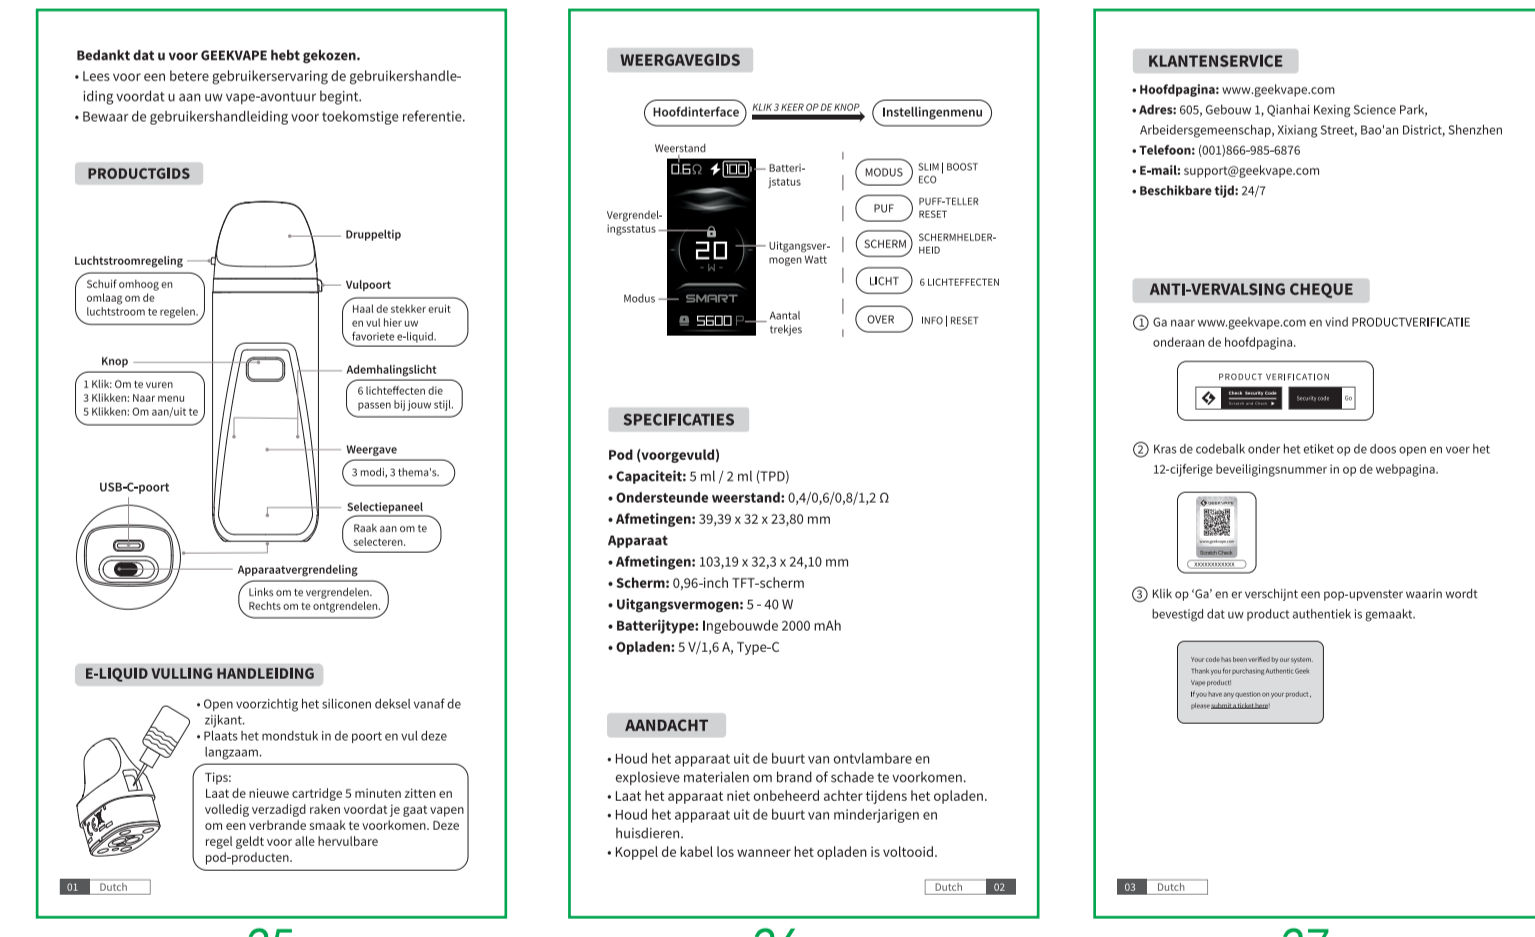 Bedankt dat u voor GEEKVAPE hebt gekozen.
• Lees voor een betere gebruikerservaring de gebruikershandle-
iding voordat u aan uw vape-avontuur begint.
• Bewaar de gebruikershandleiding voor toekomstige referentie.
PRODUCTGIDS
Druppeltip
Luchtstroomregeling
Schuif omhoog en
omlaag om de
luchtstroom te regelen.
Vulpoort
Haal de stekker eruit
en vul hier uw
favoriete e-liquid.
Knop
1 Klik: Om te vuren
3 Klikken: Naar menu
5 Klikken: Om aan/uit te
Ademhalingslicht
6 lichteffecten die
passen bij jouw stijl.
Weergave
3 modi, 3 thema's.
USB-C-poort
Selectiepaneel
Raak aan om te
selecteren.
Apparaatvergrendeling
Links om te vergrendelen.
Rechts om te ontgrendelen.
E-LIQUID VULLING HANDLEIDING
• Open voorzichtig het siliconen deksel vanaf de
zijkant.
• Plaats het mondstuk in de poort en vul deze
langzaam.
Tips:
Laat de nieuwe cartridge 5 minuten zitten en
volledig verzadigd raken voordat je gaat vapen
om een verbrande smaak te voorkomen. Deze
regel geldt voor alle hervulbare
pod-producten.
01 Dutch
WEERGAVEGIDS
Hoofdinterface KLIK 3 KEER OP DE KNOP Instellingenmenu
Weerstand
0.6Ω 100
Batteri-
jstatus
Vergrendel-
ingsstatus
20
- W -
Uitgangsver-
mogen Watt
Modus
SMART
5600 P
Aantal
trekjes
MODUS SLIM | BOOST
ECO
PUF PUFF-TELLER
RESET
SCHERM SCHERMHELDER-
HEID
LICHT 6 LICHTEFFECTEN
OVER INFO | RESET
SPECIFICATIES
Pod (voorgevuld)
• Capaciteit: 5 ml / 2 ml (TPD)
• Ondersteunde weerstand: 0,4/0,6/0,8/1,2 Ω
• Afmetingen: 39,39 x 32 x 23,80 mm
Apparaat
• Afmetingen: 103,19 x 32,3 x 24,10 mm
• Scherm: 0,96-inch TFT-scherm
• Uitgangsvermogen: 5 - 40 W
• Batterijtype: Ingebouwde 2000 mAh
• Opladen: 5 V/1,6 A, Type-C
AANDACHT
• Houd het apparaat uit de buurt van ontvlambare en
explosieve materialen om brand of schade te voorkomen.
• Laat het apparaat niet onbeheerd achter tijdens het opladen.
• Houd het apparaat uit de buurt van minderjarigen en
huisdieren.
• Koppel de kabel los wanneer het opladen is voltooid.
Dutch 02
KLANTENSERVICE
• Hoofdpagina: www.geekvape.com
• Adres: 605, Gebouw 1, Qianhai Kexing Science Park,
Arbeidersgemeenschap, Xixiang Street, Bao'an District, Shenzhen
• Telefoon: (001)866-985-6876
• E-mail: support@geekvape.com
• Beschikbare tijd: 24/7
ANTI-VERVALSING CHEQUE
① Ga naar www.geekvape.com en vind PRODUCTVERIFICATIE
onderaan de hoofdpagina.
PRODUCT VERIFICATION
Check Security Code
Scratch and Check
Security code Go
② Kras de codebalk onder het etiket op de doos open en voer het
12-cijferige beveiligingsnummer in op de webpagina.
GEEK VAPE
www.geekvape.com
Scratch Check
XXXXXXXXXXXX
③ Klik op ‘Ga’ en er verschijnt een pop-upvenster waarin wordt
bevestigd dat uw product authentiek is gemaakt.
Your code has been verified by our system.
Thank you for purchasing Authentic Geek
Vape product!
If you have any question on your product ,
please submit a ticket here!
03 Dutch